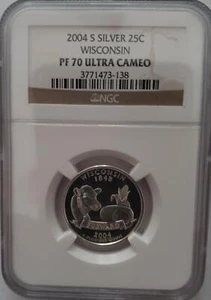 2004 S SILVER 25C
WISCONSIN
PF 70 ULTRA CAMEO
3771473-138
NGC
WISCONSIN
1848
2004